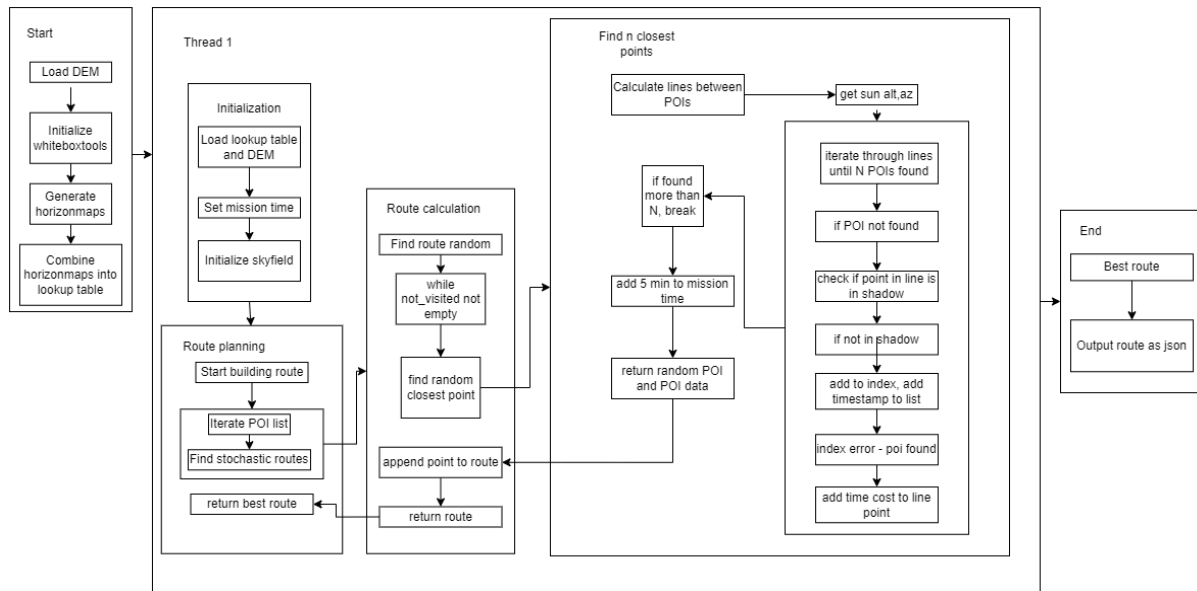 Start
Load DEM
Initialize
whiteboxtools
Generate
horizonmaps
Combine
horizonmaps into
lookup table
Thread 1
Initialization
Load lookup table
and DEM
Set mission time
Initialize skyfield
Route planning
Start building route
Iterate POI list
Find stochastic routes
return best route
Route calculation
Find route random
while
not_visited not
empty
find random
closest point
append point to route
return route
Find n closest
points
Calculate lines between
POIs
get sun alt,az
iterate through lines
until N POIs found
if POI not found
check if point in line is
in shadow
if not in shadow
add to index, add
timestamp to list
index error - poi found
add time cost to line
point
if found
more than
N, break
add 5 min to mission
time
return random POI
and POI data
End
Best route
Output route as json